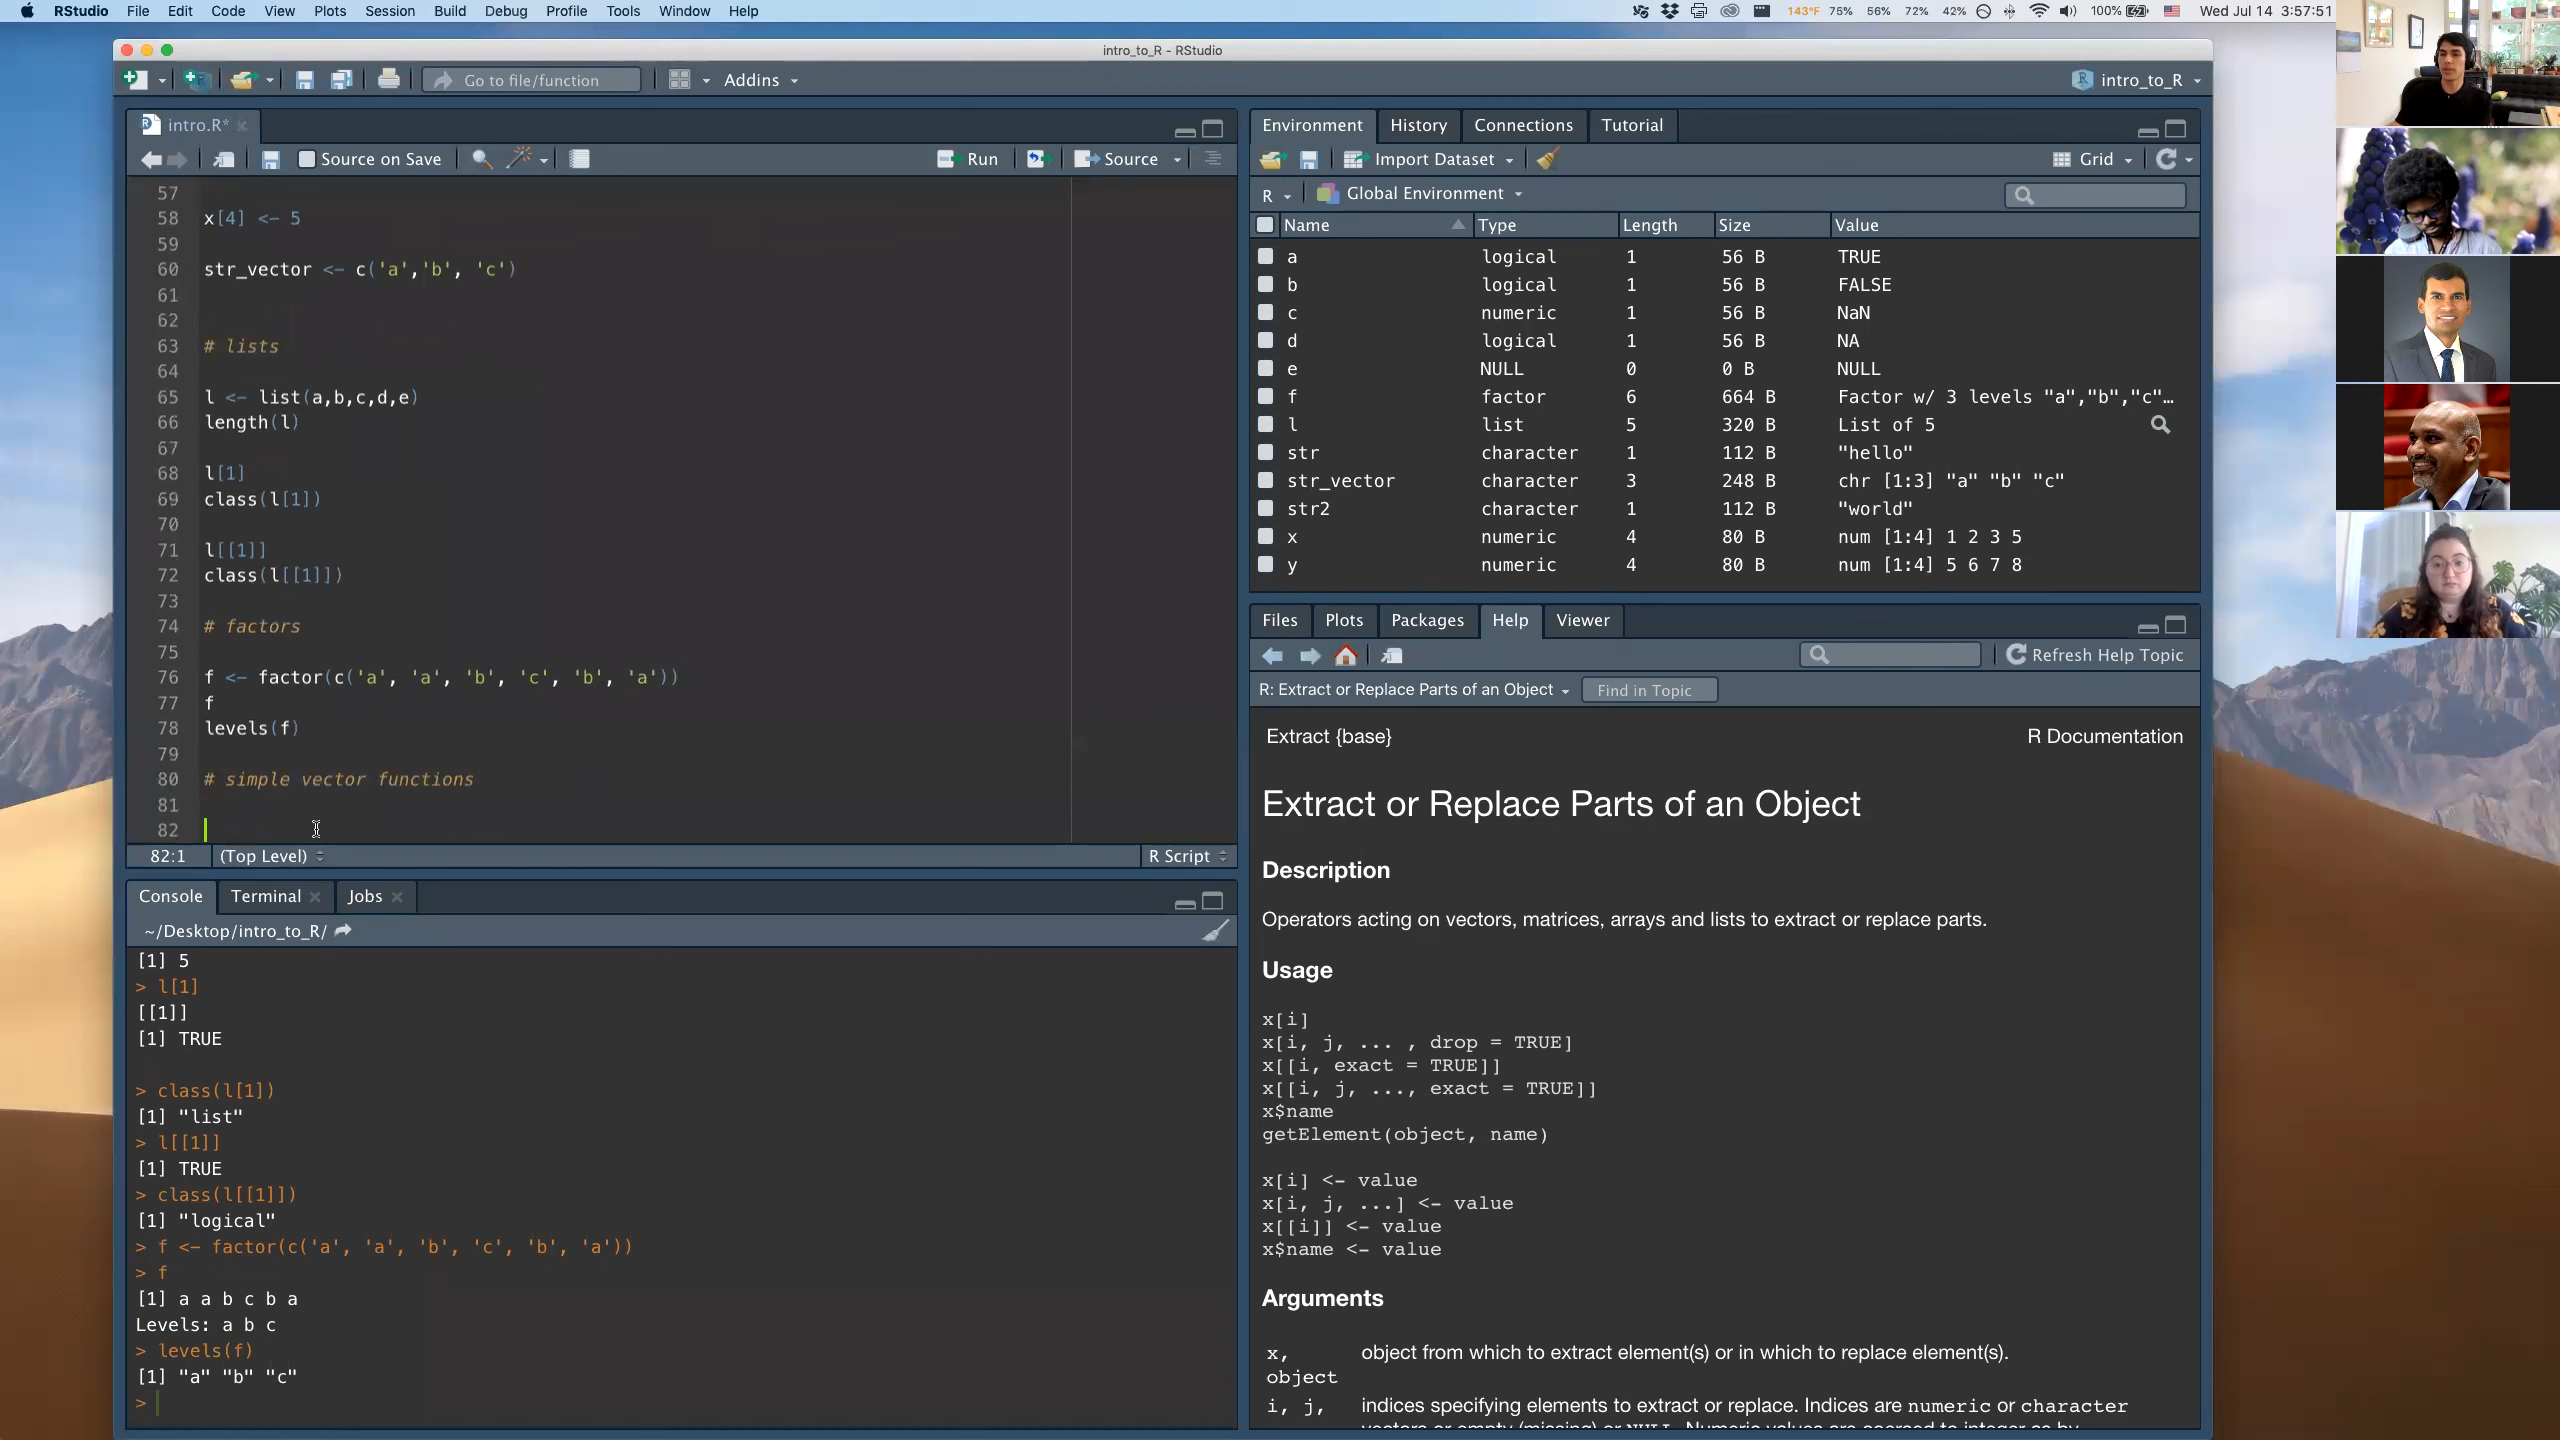 RStudio File Edit Code View Plots Session Build Debug Profile Tools Window Help
143°F 75% 56% 72% 42% 100% Wed Jul 14 3:57:51
intro_to_R - RStudio
Go to file/function Addins intro_to_R
intro.R*
Source on Save Run Source
57
58 x[4] <- 5
59
60 str_vector <- c('a','b', 'c')
61
62
63 # lists
64
65 l <- list(a,b,c,d,e)
66 length(l)
67
68 l[1]
69 class(l[1])
70
71 l[[1]]
72 class(l[[1]])
73
74 # factors
75
76 f <- factor(c('a', 'a', 'b', 'c', 'b', 'a'))
77 f
78 levels(f)
79
80 # simple vector functions
81
82
82:1 (Top Level) R Script
Console Terminal Jobs
~/Desktop/intro_to_R/
[1] 5
> l[1]
[[1]]
[1] TRUE
> class(l[1])
[1] "list"
> l[[1]]
[1] TRUE
> class(l[[1]])
[1] "logical"
> f <- factor(c('a', 'a', 'b', 'c', 'b', 'a'))
> f
[1] a a b c b a
Levels: a b c
> levels(f)
[1] "a" "b" "c"
>
Environment History Connections Tutorial
Import Dataset Grid
R Global Environment
Name Type Length Size Value
a logical 1 56 B TRUE
b logical 1 56 B FALSE
c numeric 1 56 B NaN
d logical 1 56 B NA
e NULL 0 0 B NULL
f factor 6 664 B Factor w/ 3 levels "a","b","c"…
l list 5 320 B List of 5
str character 1 112 B "hello"
str_vector character 3 248 B chr [1:3] "a" "b" "c"
str2 character 1 112 B "world"
x numeric 4 80 B num [1:4] 1 2 3 5
y numeric 4 80 B num [1:4] 5 6 7 8
Files Plots Packages Help Viewer
Refresh Help Topic
R: Extract or Replace Parts of an Object Find in Topic
Extract {base} R Documentation
Extract or Replace Parts of an Object
Description
Operators acting on vectors, matrices, arrays and lists to extract or replace parts.
Usage
x[i]
x[i, j, ... , drop = TRUE]
x[[i, exact = TRUE]]
x[[i, j, ..., exact = TRUE]]
x$name
getElement(object, name)
x[i] <- value
x[i, j, ...] <- value
x[[i]] <- value
x$name <- value
Arguments
x, object from which to extract element(s) or in which to replace element(s).
object
i, j, indices specifying elements to extract or replace. Indices are numeric or character
vectors or empty (missing) or NULL. Numeric values are coerced to integer as by